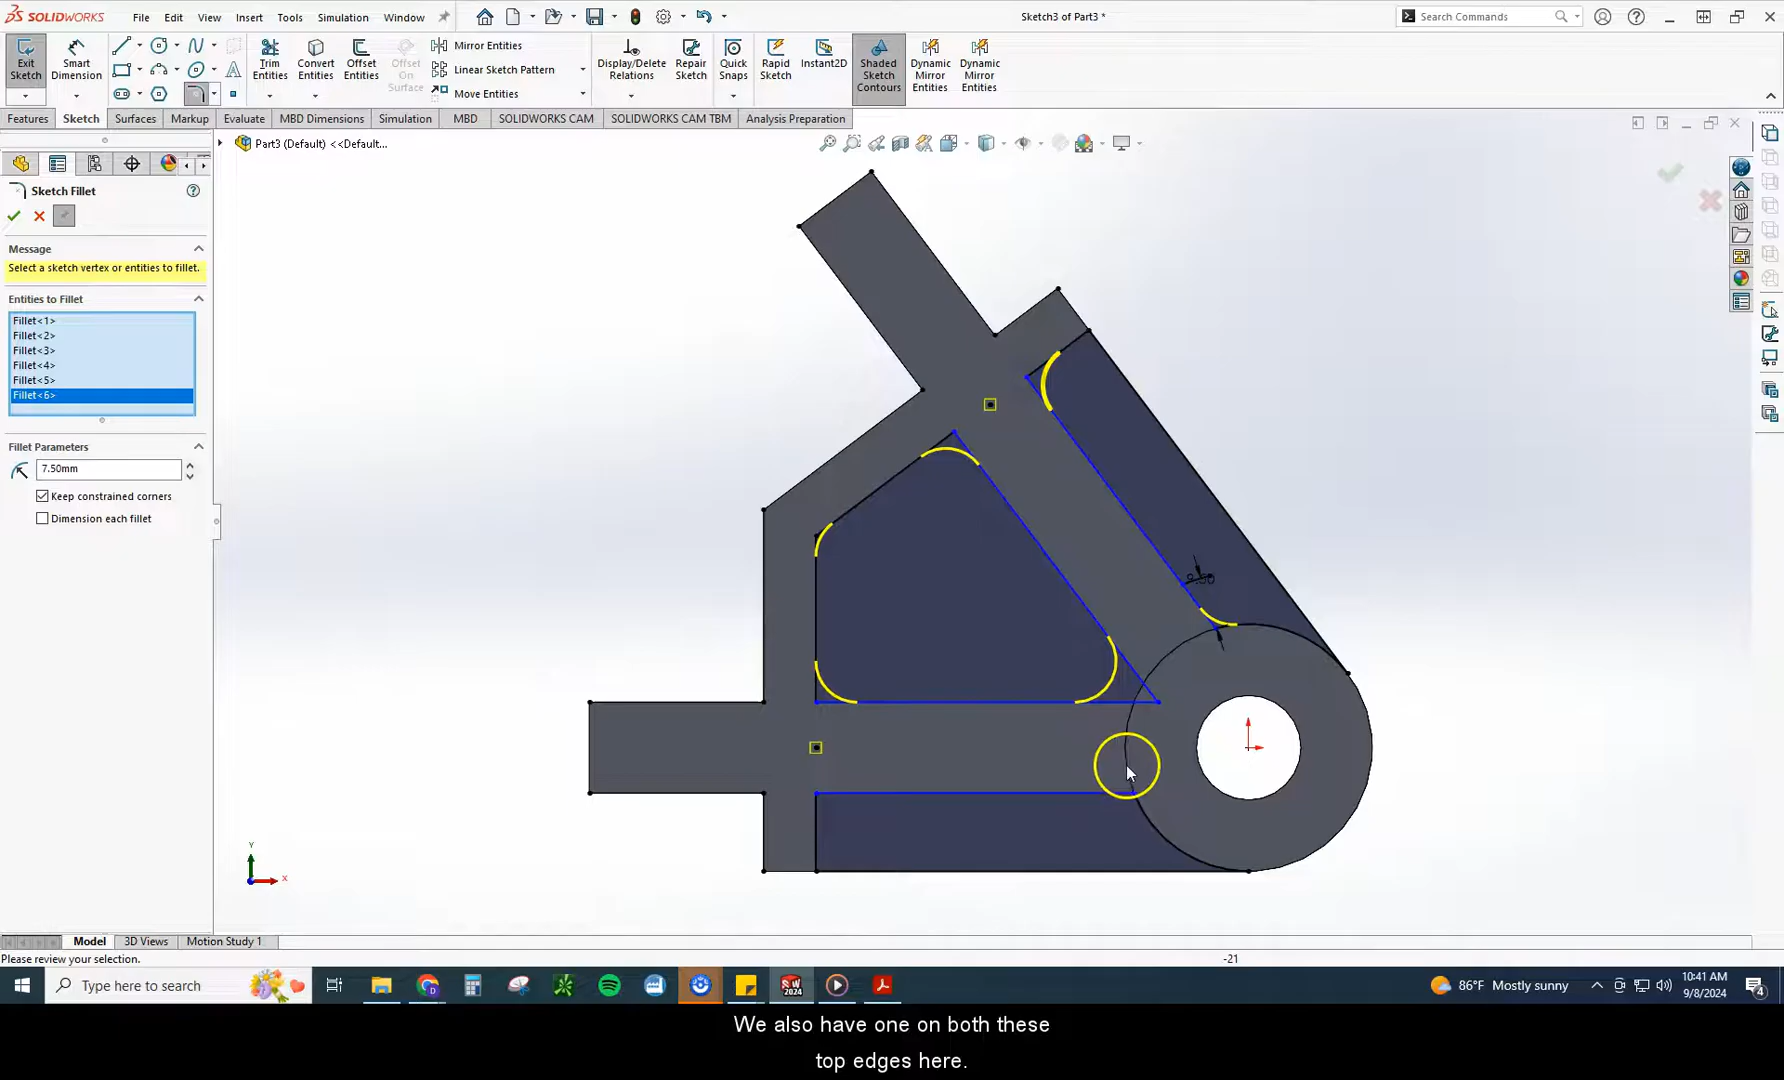 SOLIDWORKS File Edit View Insert Tools Simulation Window Sketch3 of Part3 * Search Commands
Exit Sketch
Smart Dimension
Trim Entities
Convert Entities
Offset Entities
Offset On Surface
Mirror Entities
Linear Sketch Pattern
Move Entities
Display/Delete Relations
Repair Sketch
Quick Snaps
Rapid Sketch
Instant2D
Shaded Sketch Contours
Dynamic Mirror Entities
Dynamic Mirror Entities
Features Sketch Surfaces Markup Evaluate MBD Dimensions Simulation MBD SOLIDWORKS CAM SOLIDWORKS CAM TBM Analysis Preparation
Part3 (Default) <<Default...
Sketch Fillet
Message
Select a sketch vertex or entities to fillet.
Entities to Fillet
Fillet<1>
Fillet<2>
Fillet<3>
Fillet<4>
Fillet<5>
Fillet<6>
Fillet Parameters
7.50mm
Keep constrained corners
Dimension each fillet
Y
X
Model 3D Views Motion Study 1
Please review your selection. -21
Type here to search
SW 2024
86°F Mostly sunny
10:41 AM
9/8/2024
4
We also have one on both these
top edges here.